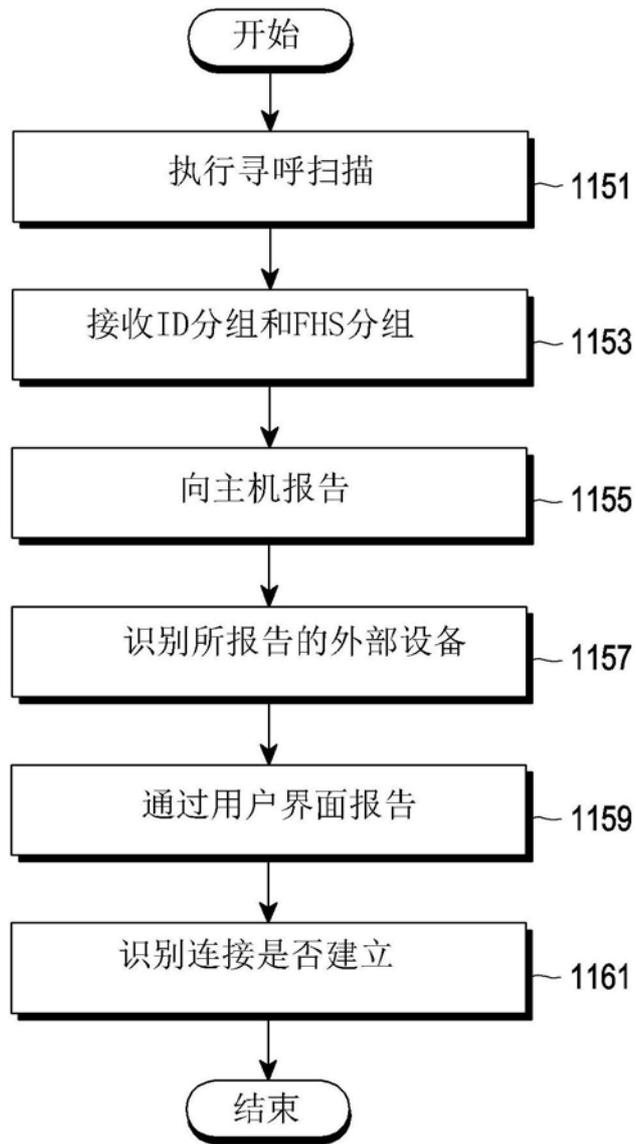 开始
执行寻呼扫描
1151
接收ID分组和FHS分组
1153
向主机报告
1155
识别所报告的外部设备
1157
通过用户界面报告
1159
识别连接是否建立
1161
结束